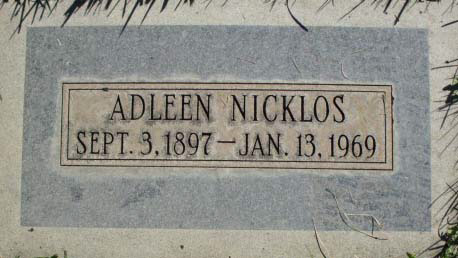 ADLEEN NICKLOS
SEPT. 3, 1897 — JAN. 13, 1969